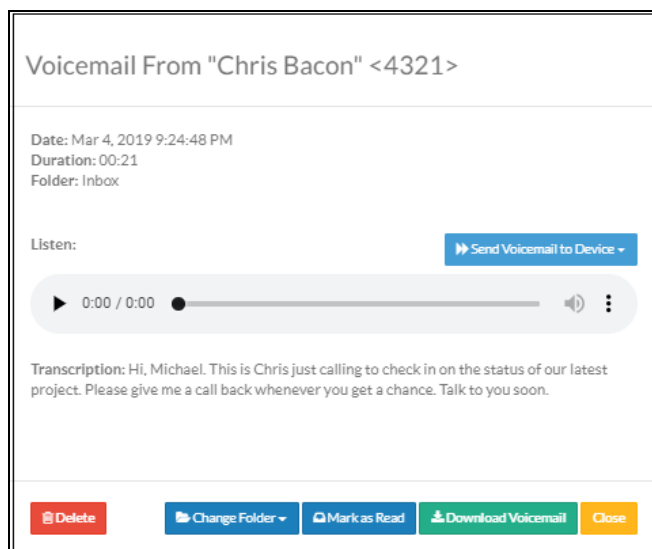 Voicemail From "Chris Bacon" <4321>
Date: Mar 4, 2019 9:24:48 PM
Duration: 00:21
Folder: Inbox
Listen:
Send Voicemail to Device
0:00 / 0:00
Transcription: Hi, Michael. This is Chris just calling to check in on the status of our latest
project. Please give me a call back whenever you get a chance. Talk to you soon.
Delete
Change Folder
Mark as Read
Download Voicemail
Close